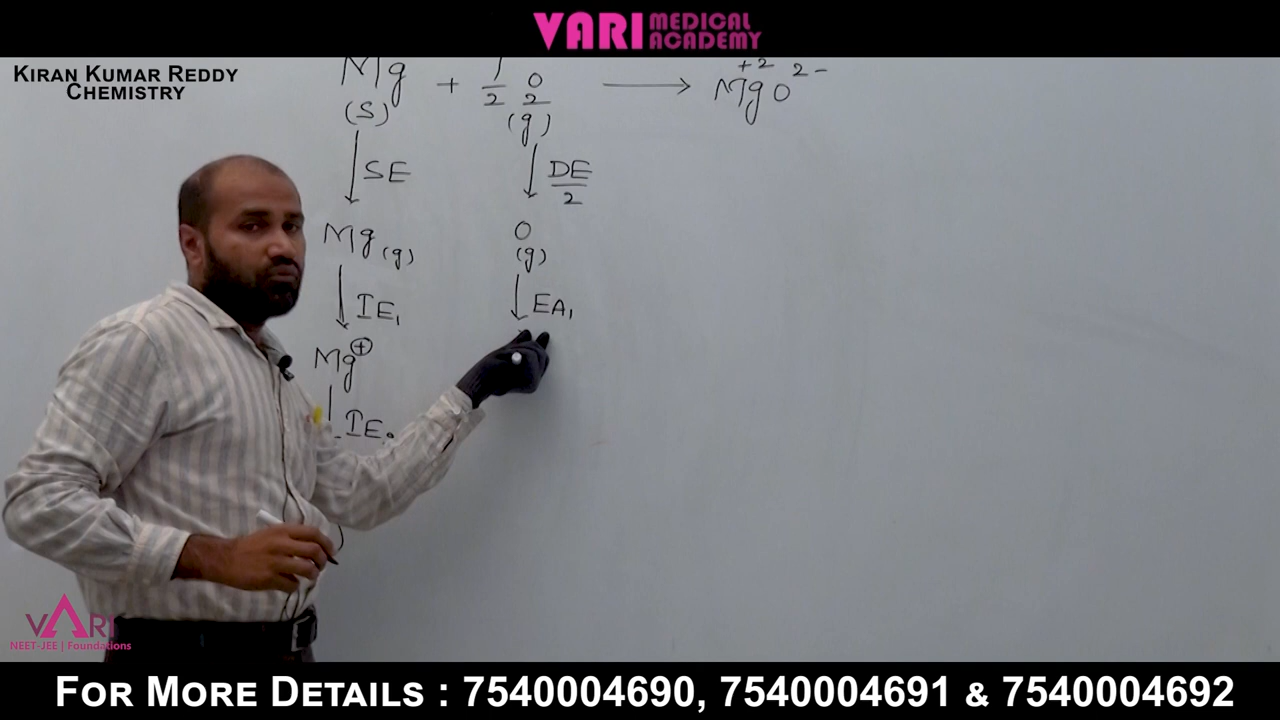 VARI MEDICAL ACADEMY
KIRAN KUMAR REDDY
CHEMISTRY
Mg + 1/2 O2 ⟶ Mg+2 O2-
(S) (g)
↓ SE ↓ DE/2
Mg(g) O(g)
↓ IE1 ↓ EA1
Mg⊕
IE
VARI
NEET-JEE | Foundations
FOR MORE DETAILS : 7540004690, 7540004691 & 7540004692